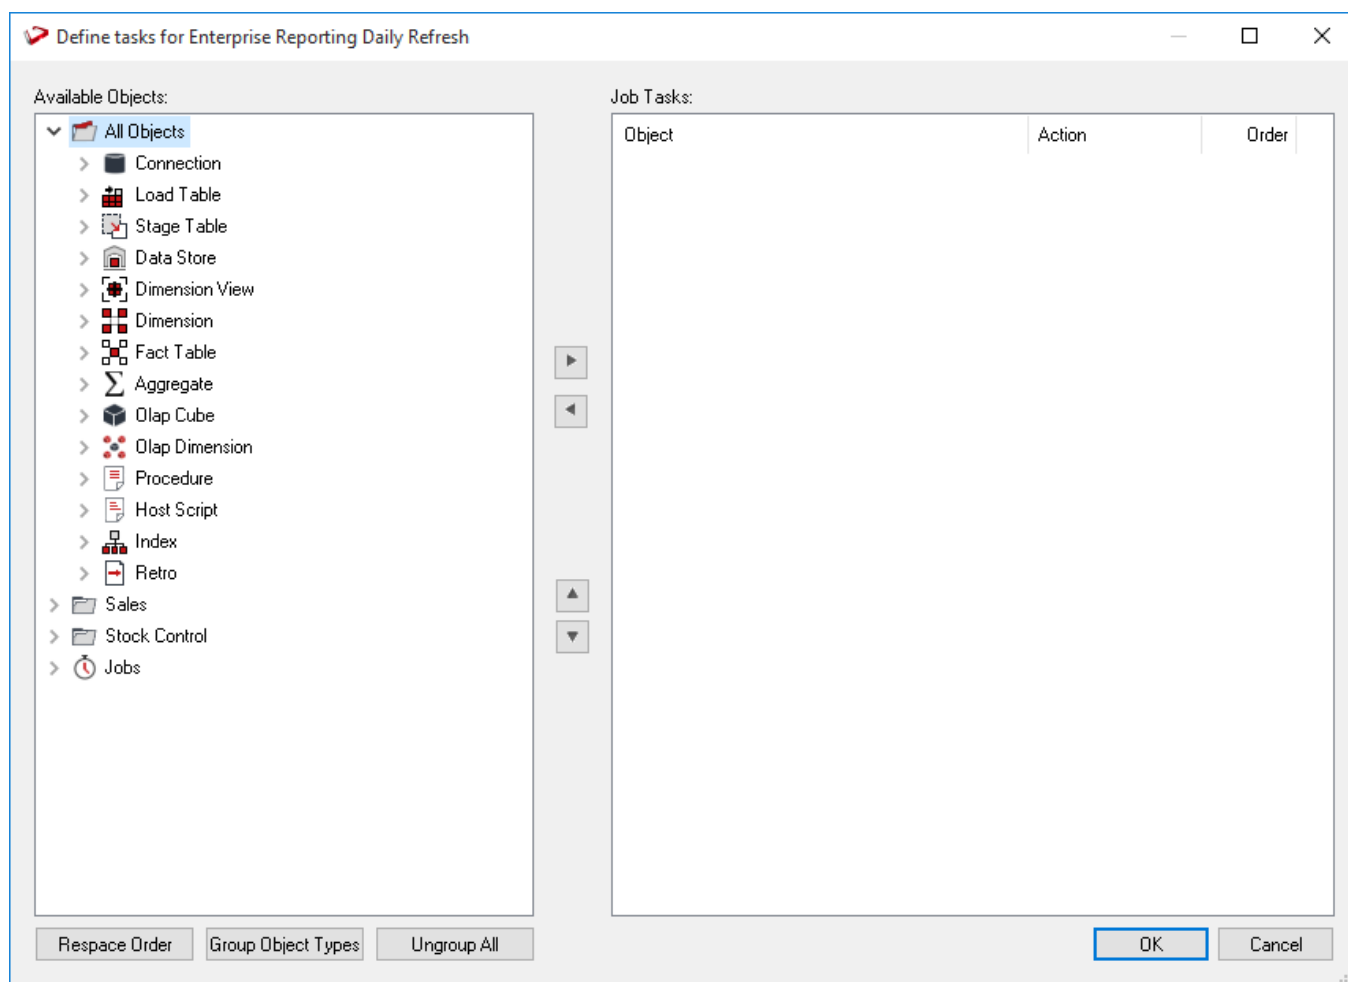 Define tasks for Enterprise Reporting Daily Refresh
Available Objects:
All Objects
Connection
Load Table
Stage Table
Data Store
Dimension View
Dimension
Fact Table
Aggregate
Olap Cube
Olap Dimension
Procedure
Host Script
Index
Retro
Sales
Stock Control
Jobs
Job Tasks:
Object Action Order
Respace Order Group Object Types Ungroup All OK Cancel